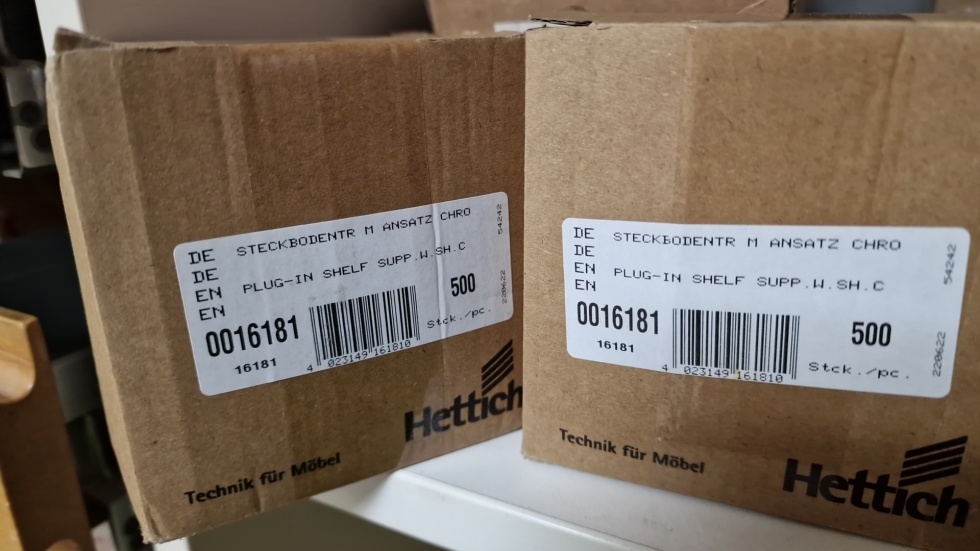 DE STECKBODENTR M ANSATZ CHRO
DE
EN PLUG-IN SHELF SUPP.W.SH.C
EN
0016181
16181
4 023149 161810
500
Stck./pc.
54242
220622
Technik für Möbel
Hettich
DE STECKBODENTR M ANSATZ CHRO
DE
EN PLUG-IN SHELF SUPP.W.SH.C
EN
0016181
16181
4 023149 161810
500
Stck./pc.
54242
220622
Technik für Möbel
Hettich